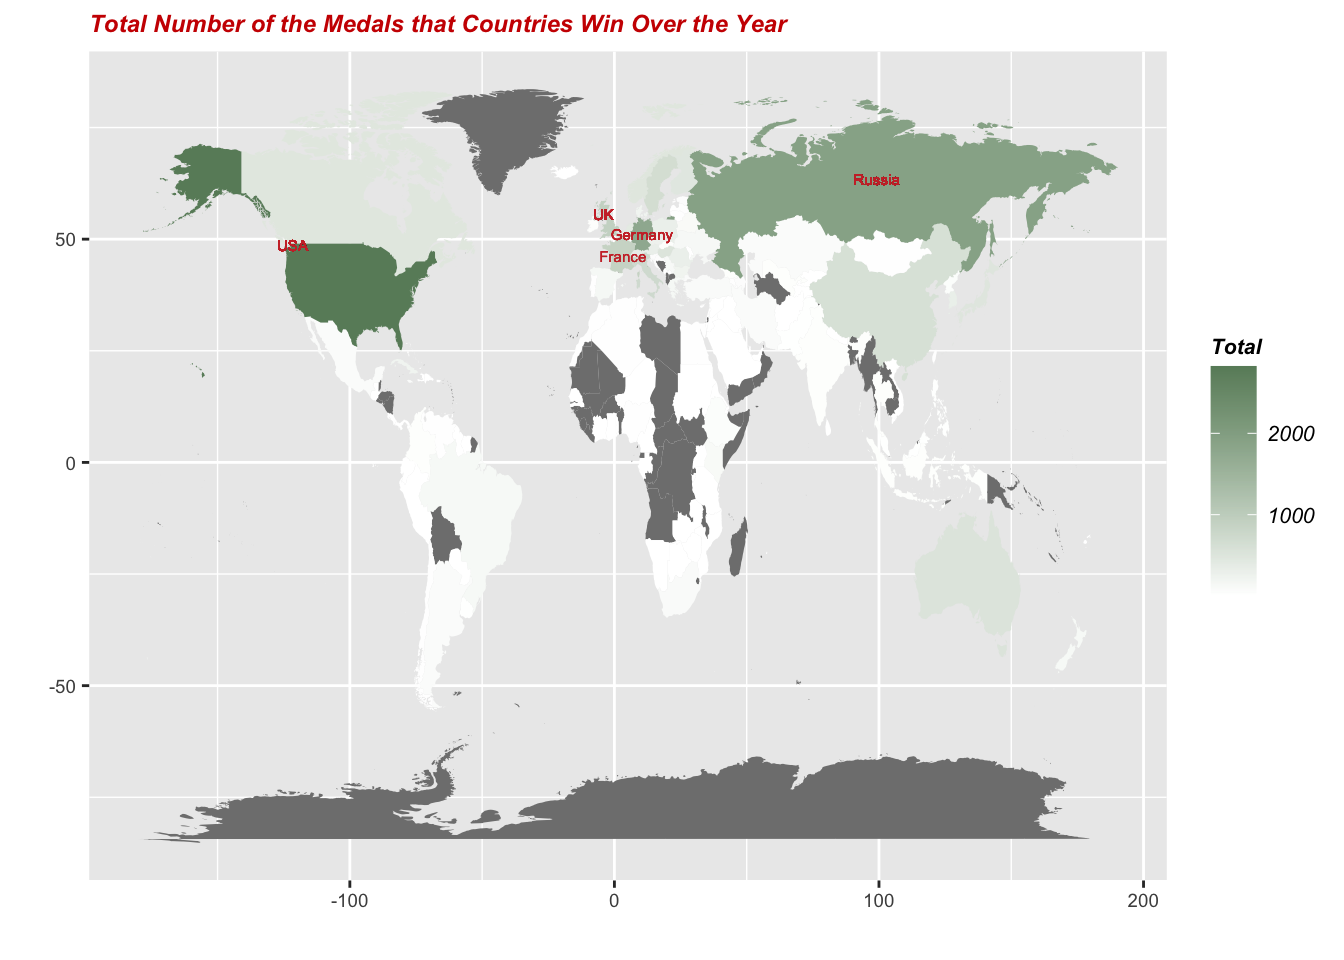 Total Number of the Medals that Countries Win Over the Year
Russia
UK
Germany
USA
France
50
0
-50
-100
0
100
200
Total
2000
1000